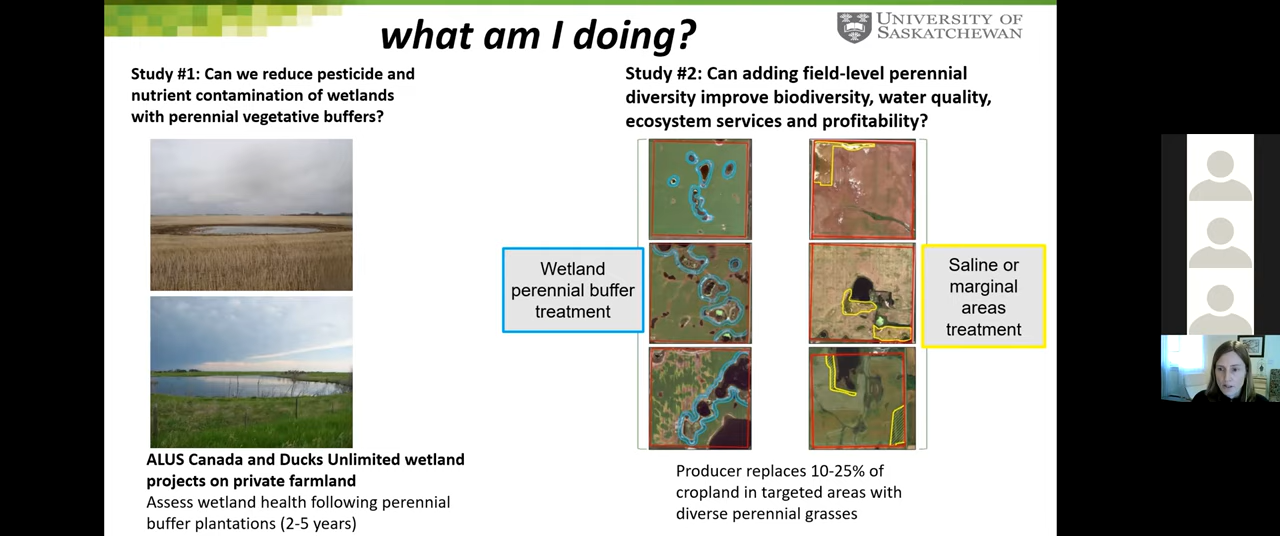 what am I doing?
UNIVERSITY OF
SASKATCHEWAN
Study #1: Can we reduce pesticide and
nutrient contamination of wetlands
with perennial vegetative buffers?
ALUS Canada and Ducks Unlimited wetland
projects on private farmland
Assess wetland health following perennial
buffer plantations (2-5 years)
Study #2: Can adding field-level perennial
diversity improve biodiversity, water quality,
ecosystem services and profitability?
Wetland
perennial buffer
treatment
Saline or
marginal
areas
treatment
Producer replaces 10-25% of
cropland in targeted areas with
diverse perennial grasses